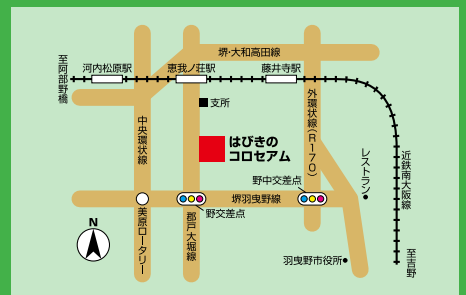 堺・大和高田線
至阿部野橋
河内松原駅
恵我ノ荘駅
藤井寺駅
支所
外環状線(R170)
中央環状線
はびきの
コロセアム
レストラン
近鉄南大阪線
野中交差点
堺羽曳野線
野交差点
美原ロータリー
郡戸大堀線
N
羽曳野市役所
至吉野